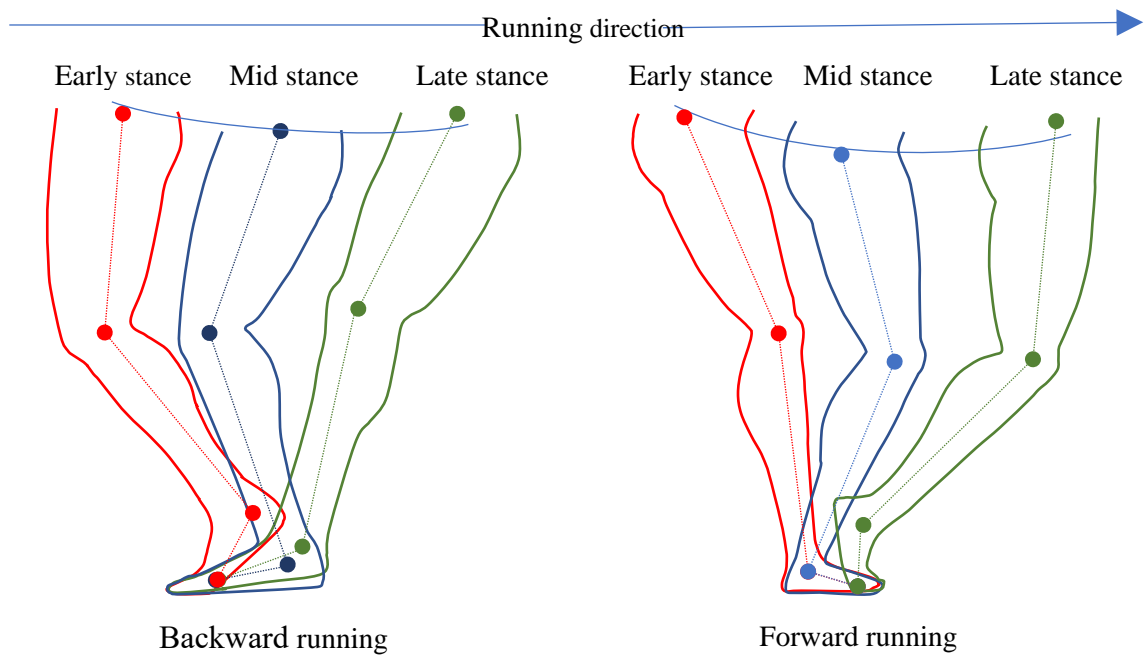 Running direction
Early stance Mid stance Late stance Early stance Mid stance Late stance
Backward running Forward running